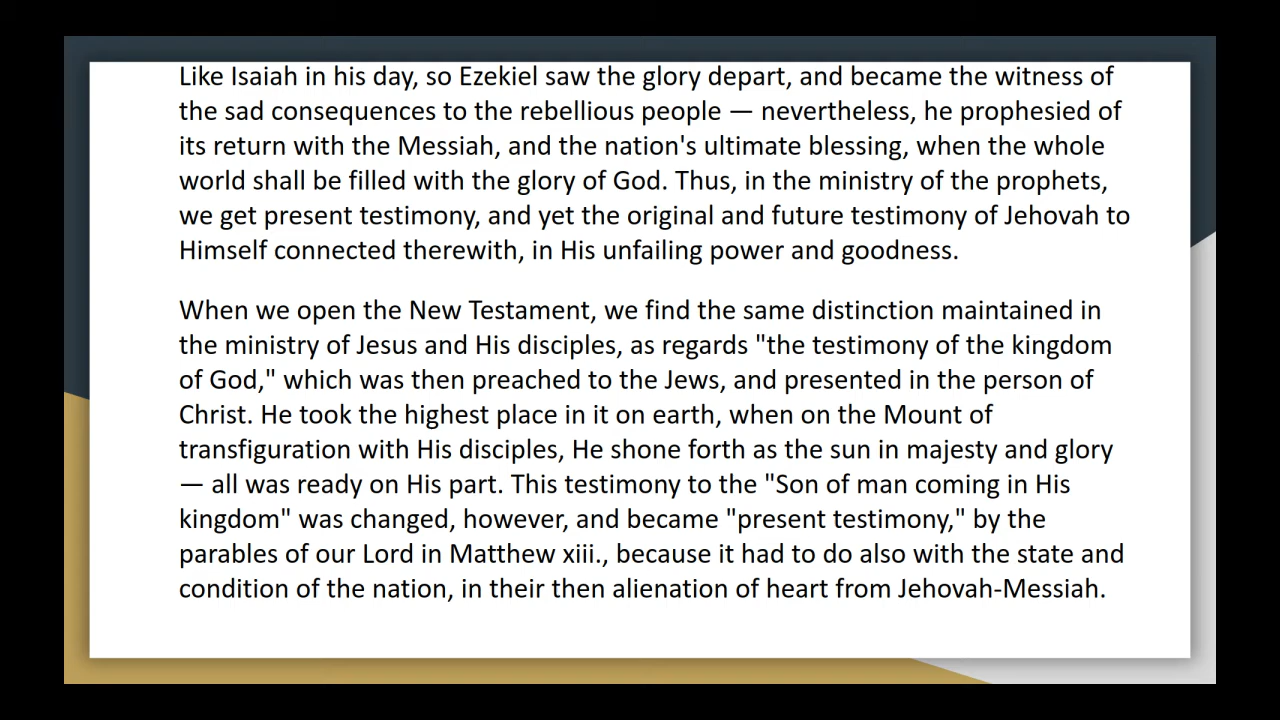 Like Isaiah in his day, so Ezekiel saw the glory depart, and became the witness of
the sad consequences to the rebellious people — nevertheless, he prophesied of
its return with the Messiah, and the nation's ultimate blessing, when the whole
world shall be filled with the glory of God. Thus, in the ministry of the prophets,
we get present testimony, and yet the original and future testimony of Jehovah to
Himself connected therewith, in His unfailing power and goodness.
When we open the New Testament, we find the same distinction maintained in
the ministry of Jesus and His disciples, as regards "the testimony of the kingdom
of God," which was then preached to the Jews, and presented in the person of
Christ. He took the highest place in it on earth, when on the Mount of
transfiguration with His disciples, He shone forth as the sun in majesty and glory
— all was ready on His part. This testimony to the "Son of man coming in His
kingdom" was changed, however, and became "present testimony," by the
parables of our Lord in Matthew xiii., because it had to do also with the state and
condition of the nation, in their then alienation of heart from Jehovah-Messiah.